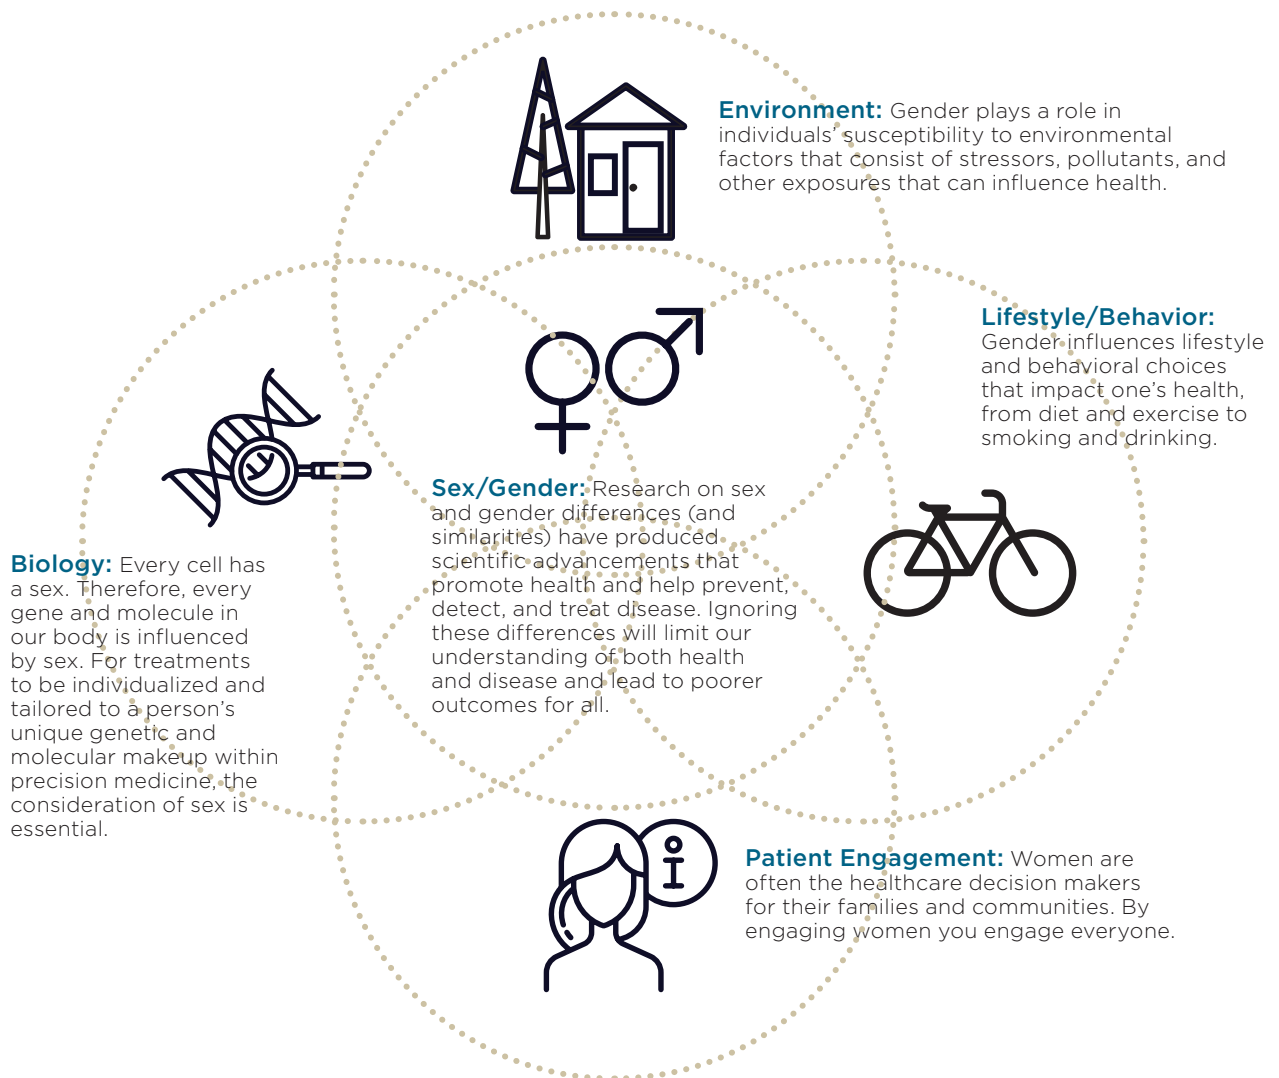 Environment: Gender plays a role in
individuals’ susceptibility to environmental
factors that consist of stressors, pollutants, and
other exposures that can influence health.
Lifestyle/Behavior:
Gender influences lifestyle
and behavioral choices
that impact one’s health,
from diet and exercise to
smoking and drinking.
Sex/Gender: Research on sex
and gender differences (and
similarities) have produced
scientific advancements that
promote health and help prevent,
detect, and treat disease. Ignoring
these differences will limit our
understanding of both health
and disease and lead to poorer
outcomes for all.
Biology: Every cell has
a sex. Therefore, every
gene and molecule in
our body is influenced
by sex. For treatments
to be individualized and
tailored to a person’s
unique genetic and
molecular makeup within
precision medicine, the
consideration of sex is
essential.
Patient Engagement: Women are
often the healthcare decision makers
for their families and communities. By
engaging women you engage everyone.